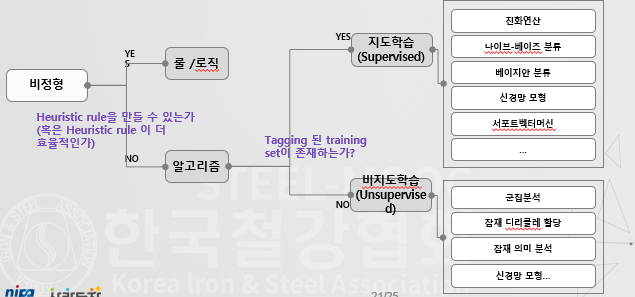 비정형
YES
룰 /로직
Heuristic rule을 만들 수 있는가
(혹은 Heuristic rule 이 더
효율적인가)
NO
알고리즘
Tagging 된 training
set이 존재하는가?
YES
지도학습
(Supervised)
진화연산
나이브-베이즈 분류
베이지안 분류
신경망 모형
서포트벡터머신
...
NO
비지도학습
(Unsupervise
d)
군집분석
잠재 디리클레 할당
잠재 의미 분석
신경망 모형...
한국철강협회
Korea Iron & Steel Association
nipa
21/25